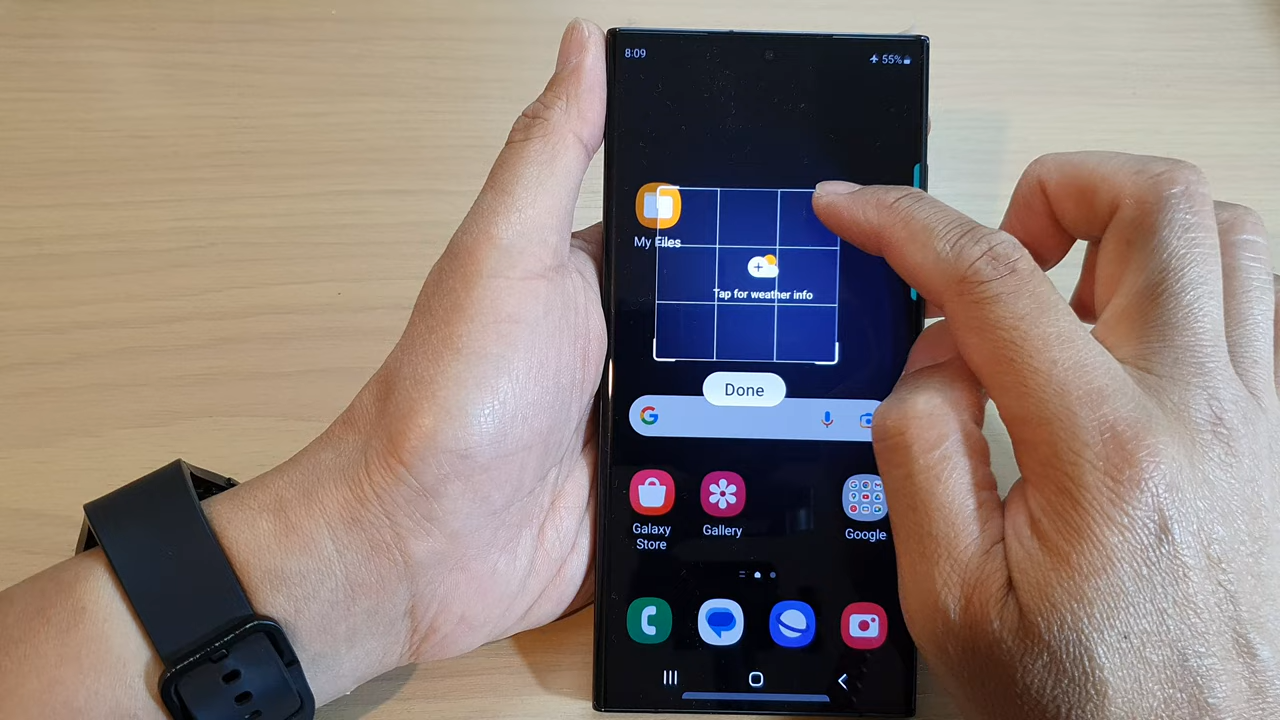 8:09
55%
My Files
Tap for weather info
Done
G
Galaxy
Store
Gallery
Google